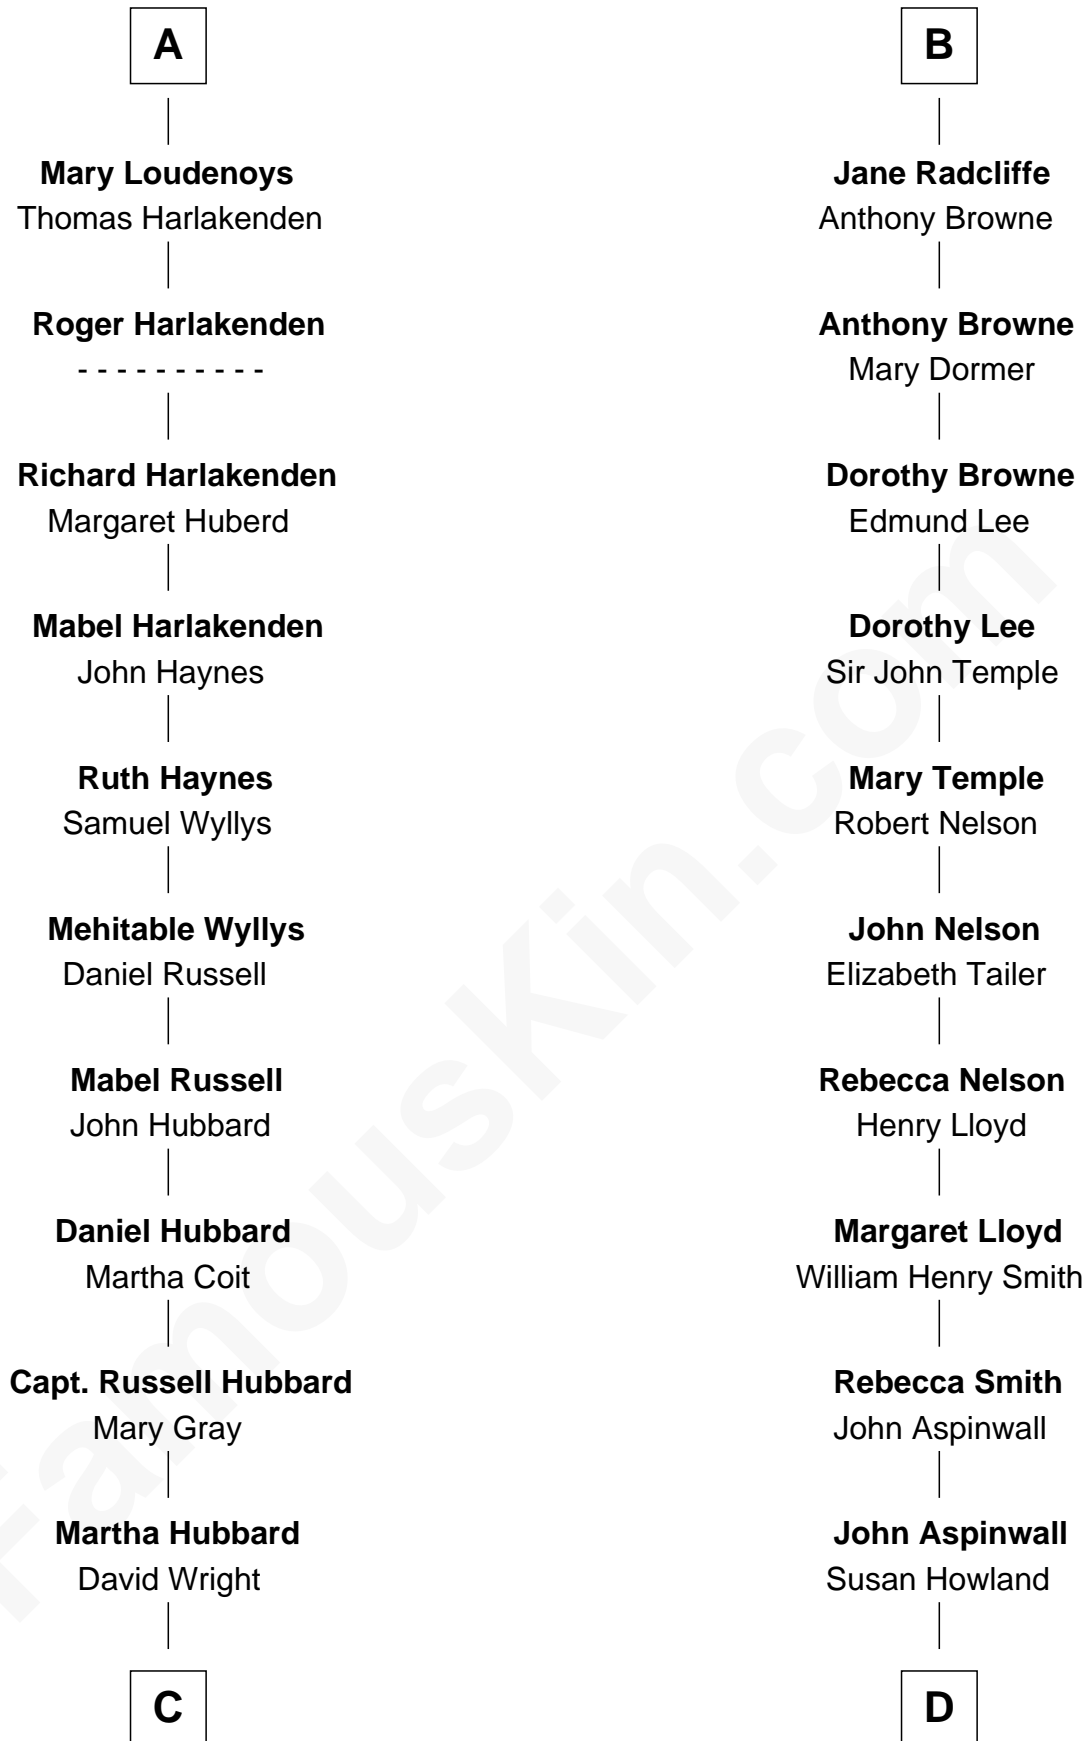 A
Mary Loudenoys
Thomas Harlakenden
Roger Harlakenden
- - - - - - - - - -
Richard Harlakenden
Margaret Huberd
Mabel Harlakenden
John Haynes
Ruth Haynes
Samuel Wyllys
Mehitable Wyllys
Daniel Russell
Mabel Russell
John Hubbard
Daniel Hubbard
Martha Coit
Capt. Russell Hubbard
Mary Gray
Martha Hubbard
David Wright
C
B
Jane Radcliffe
Anthony Browne
Anthony Browne
Mary Dormer
Dorothy Browne
Edmund Lee
Dorothy Lee
Sir John Temple
Mary Temple
Robert Nelson
John Nelson
Elizabeth Tailer
Rebecca Nelson
Henry Lloyd
Margaret Lloyd
William Henry Smith
Rebecca Smith
John Aspinwall
John Aspinwall
Susan Howland
D
FamousKin.com